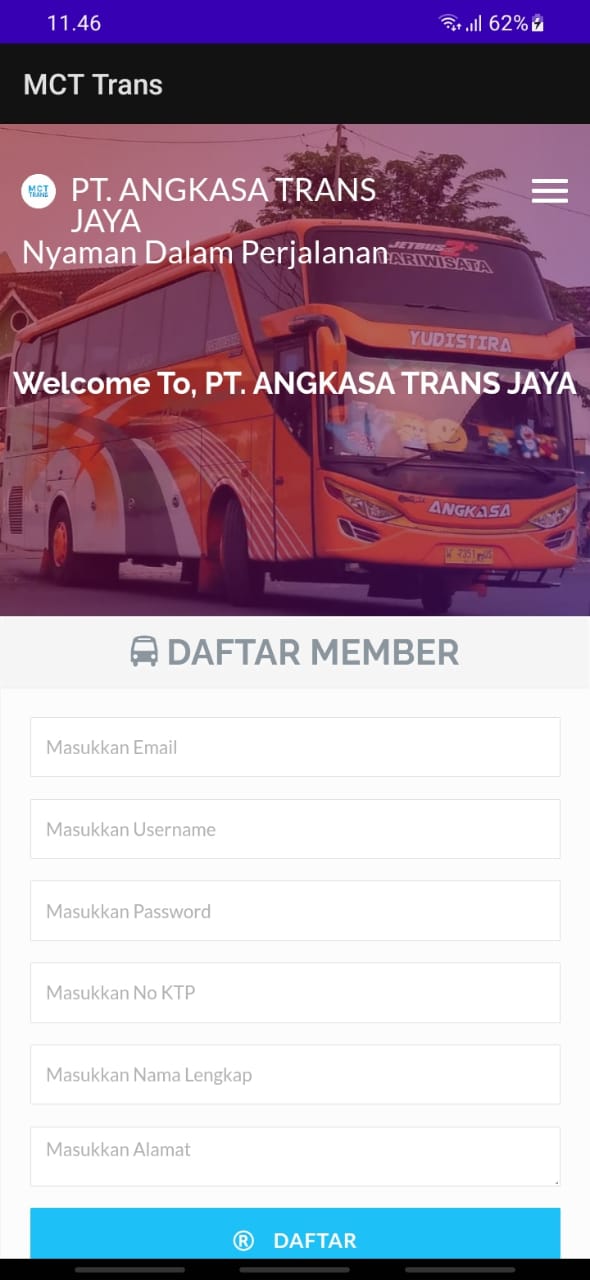 11.46
62%
MCT Trans
MCT
TRANS
PT. ANGKASA TRANS
JAYA
Nyaman Dalam Perjalanan
JETBUS2+
PARIWISATA
YUDISTIRA
Welcome To, PT. ANGKASA TRANS JAYA
ANGKASA
DAFTAR MEMBER
Masukkan Email
Masukkan Username
Masukkan Password
Masukkan No KTP
Masukkan Nama Lengkap
Masukkan Alamat
® DAFTAR